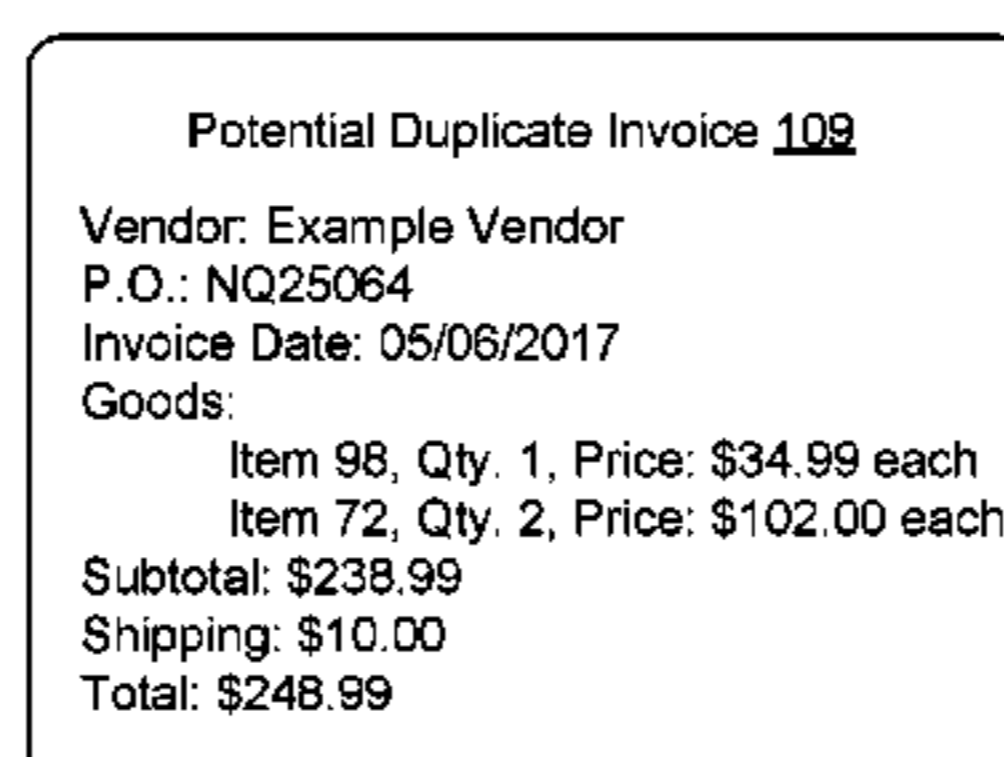 Potential Duplicate Invoice 109
Vendor: Example Vendor
P.O.: NQ25064
Invoice Date: 05/06/2017
Goods:
Item 98, Qty. 1, Price: $34.99 each
Item 72, Qty. 2, Price: $102.00 each
Subtotal: $238.99
Shipping: $10.00
Total: $248.99